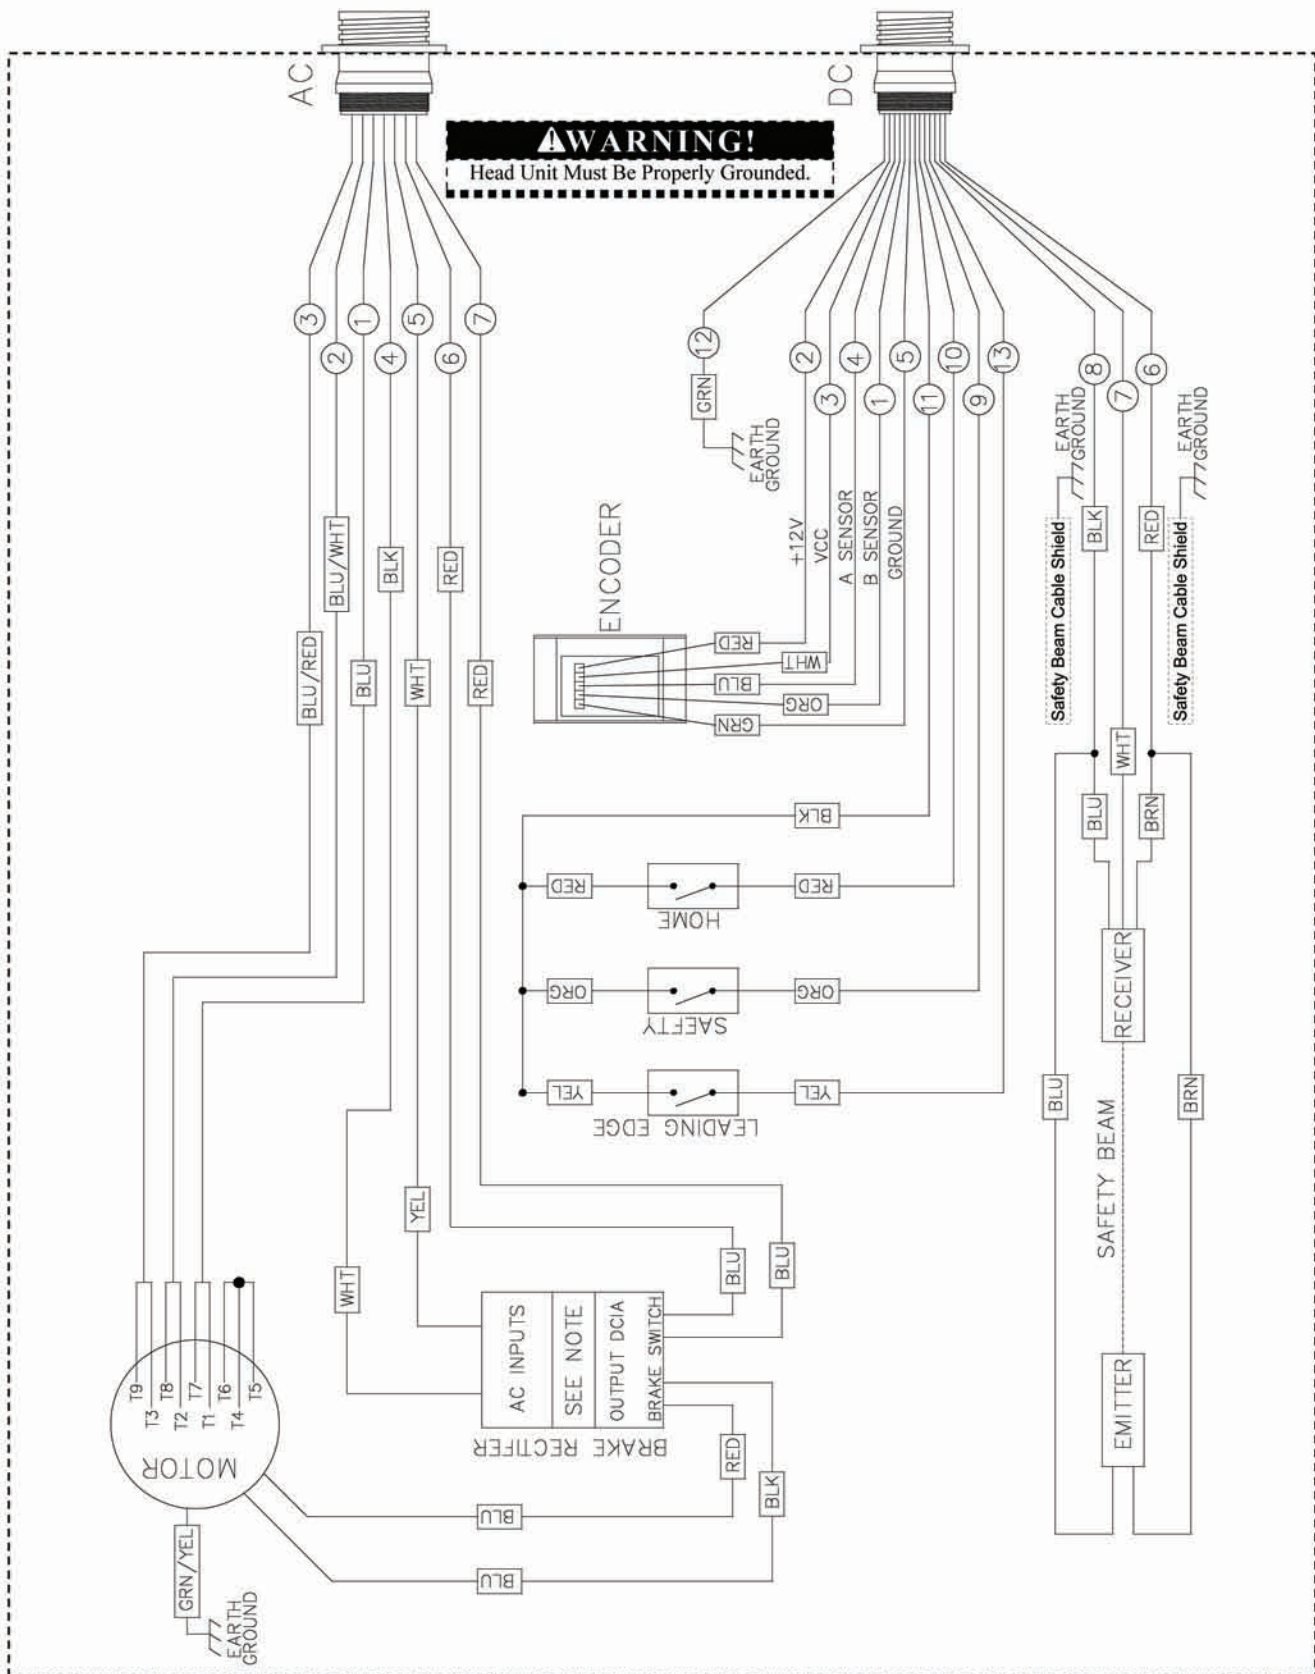 AC
DC
WARNING!
Head Unit Must Be Properly Grounded.
3
2
1
4
5
6
7
12
2
3
4
1
5
11
10
9
13
8
7
6
GRN
EARTH
GROUND
BLU/RED
BLU/WHT
BLU
BLK
WHT
RED
RED
ENCODER
+12V
VCC
A SENSOR
B SENSOR
GROUND
RED
WHT
BLU
ORG
GRN
EARTH
GROUND
EARTH
GROUND
Safety Beam Cable Shield
BLK
RED
Safety Beam Cable Shield
WHT
BLU
BRN
BLK
RED
RED
HOME
ORG
ORG
SAEFTY
YEL
YEL
LEADING EDGE
RECEIVER
BLU
BRN
SAFETY BEAM
EMITTER
YEL
WHT
BLU
BLU
AC INPUTS
SEE NOTE
OUTPUT DCIA
BRAKE SWITCH
BRAKE RECTIFER
T9
T3
T8
T2
T7
T1
T6
T4
T5
MOTOR
RED
BLK
BLU
BLU
GRN/YEL
EARTH
GROUND